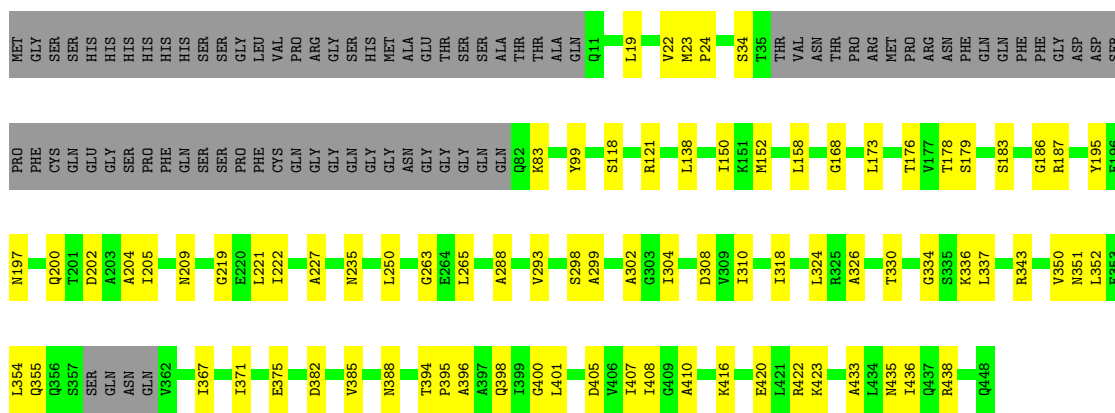 MET GLY SER SER HIS HIS HIS HIS HIS HIS SER SER GLY LEU VAL PRO ARG GLY SER HIS MET ALA GLU THR SER SER ALA THR THR ALA GLN Q11 L19 V22 M23 P24 S34 T35 THR VAL ASN THR PRO ARG MET PRO ARG ASN PHE GLN GLN PHE PHE GLY ASP ASP SER
PRO PHE CYS GLN GLU GLY SER PRO PHE GLN SER SER PRO PHE CYS GLN GLY GLY GLY GLN GLY GLY ASN GLY GLY GLY GLN GLN Q82 K83 Y99 S118 R121 L138 I150 K151 M152 L158 G168 L173 T176 V177 T178 S179 S183 G186 R187 Y195 E196
N197 Q200 T201 D202 A203 A204 I205 N209 G219 E220 L221 I222 A227 N235 L250 G263 E264 L265 A288 V293 S298 A299 A302 G303 I304 D308 V309 I310 I318 L324 R325 A326 T330 G334 S335 K336 L337 R343 V350 N351 L352 E353
L354 Q355 Q356 S357 SER GLN ASN GLN V362 I367 I371 E375 D382 V385 N388 T394 P395 A396 A397 Q398 I399 G400 L401 D405 V406 I407 I408 G409 A410 K416 E420 L421 R422 K423 A433 L434 N435 I436 Q437 R438 Q448